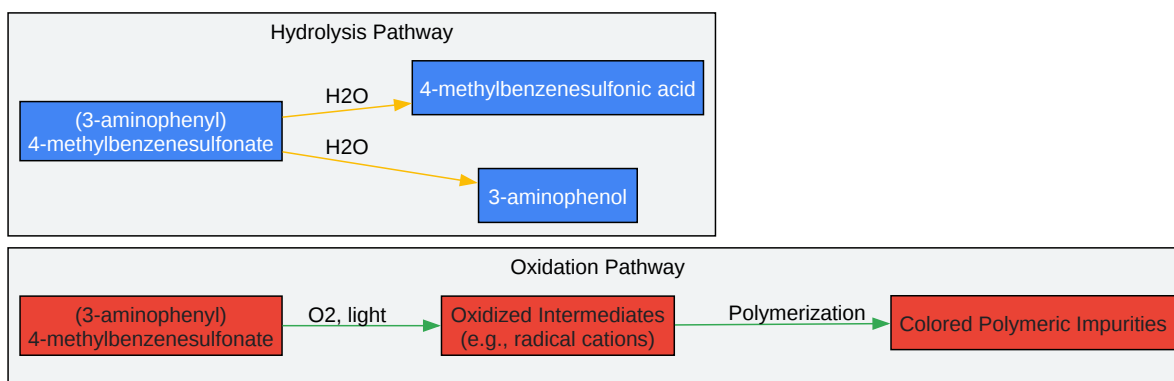 Hydrolysis Pathway
(3-aminophenyl)
4-methylbenzenesulfonate
H2O
4-methylbenzenesulfonic acid
H2O
3-aminophenol
Oxidation Pathway
(3-aminophenyl)
4-methylbenzenesulfonate
O2, light
Oxidized Intermediates
(e.g., radical cations)
Polymerization
Colored Polymeric Impurities